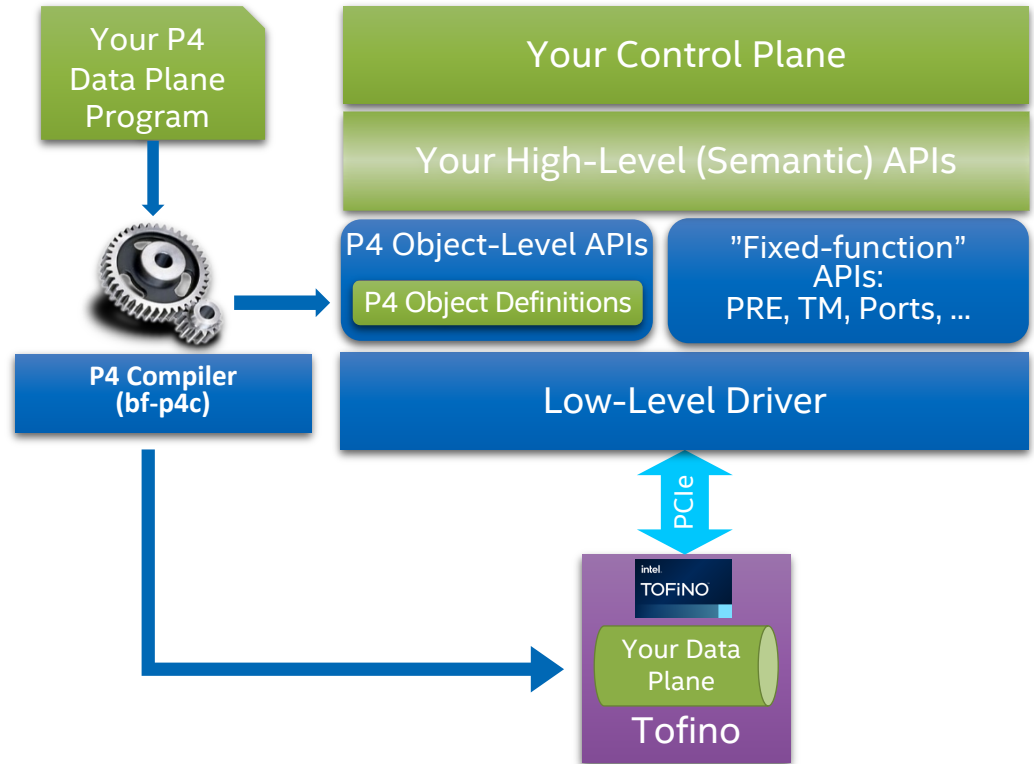 Your P4
Data Plane
Program
Your Control Plane
Your High-Level (Semantic) APIs
P4 Object-Level APIs
P4 Object Definitions
”Fixed-function”
APIs:
PRE, TM, Ports, ...
P4 Compiler
(bf-p4c)
Low-Level Driver
PCIe
intel.
TOFiNO
Your Data
Plane
Tofino